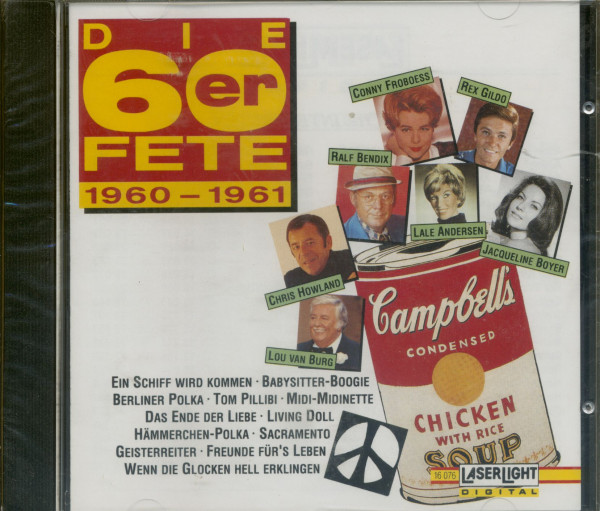 DIE
60er
FETE
1960 – 1961
CONNY FROBOESS
REX GILDO
RALF BENDIX
LALE ANDERSEN
JACQUELINE BOYER
CHRIS HOWLAND
LOU VAN BURG
Campbell's
CONDENSED
CHICKEN
WITH RICE
SOUP
EIN SCHIFF WIRD KOMMEN · BABYSITTER-BOOGIE
BERLINER POLKA · TOM PILLIBI · MIDI-MIDINETTE
DAS ENDE DER LIEBE · LIVING DOLL
HÄMMERCHEN-POLKA · SACRAMENTO
GEISTERREITER · FREUNDE FÜR'S LEBEN
WENN DIE GLOCKEN HELL ERKLINGEN
16 076
LASERLIGHT
DIGITAL